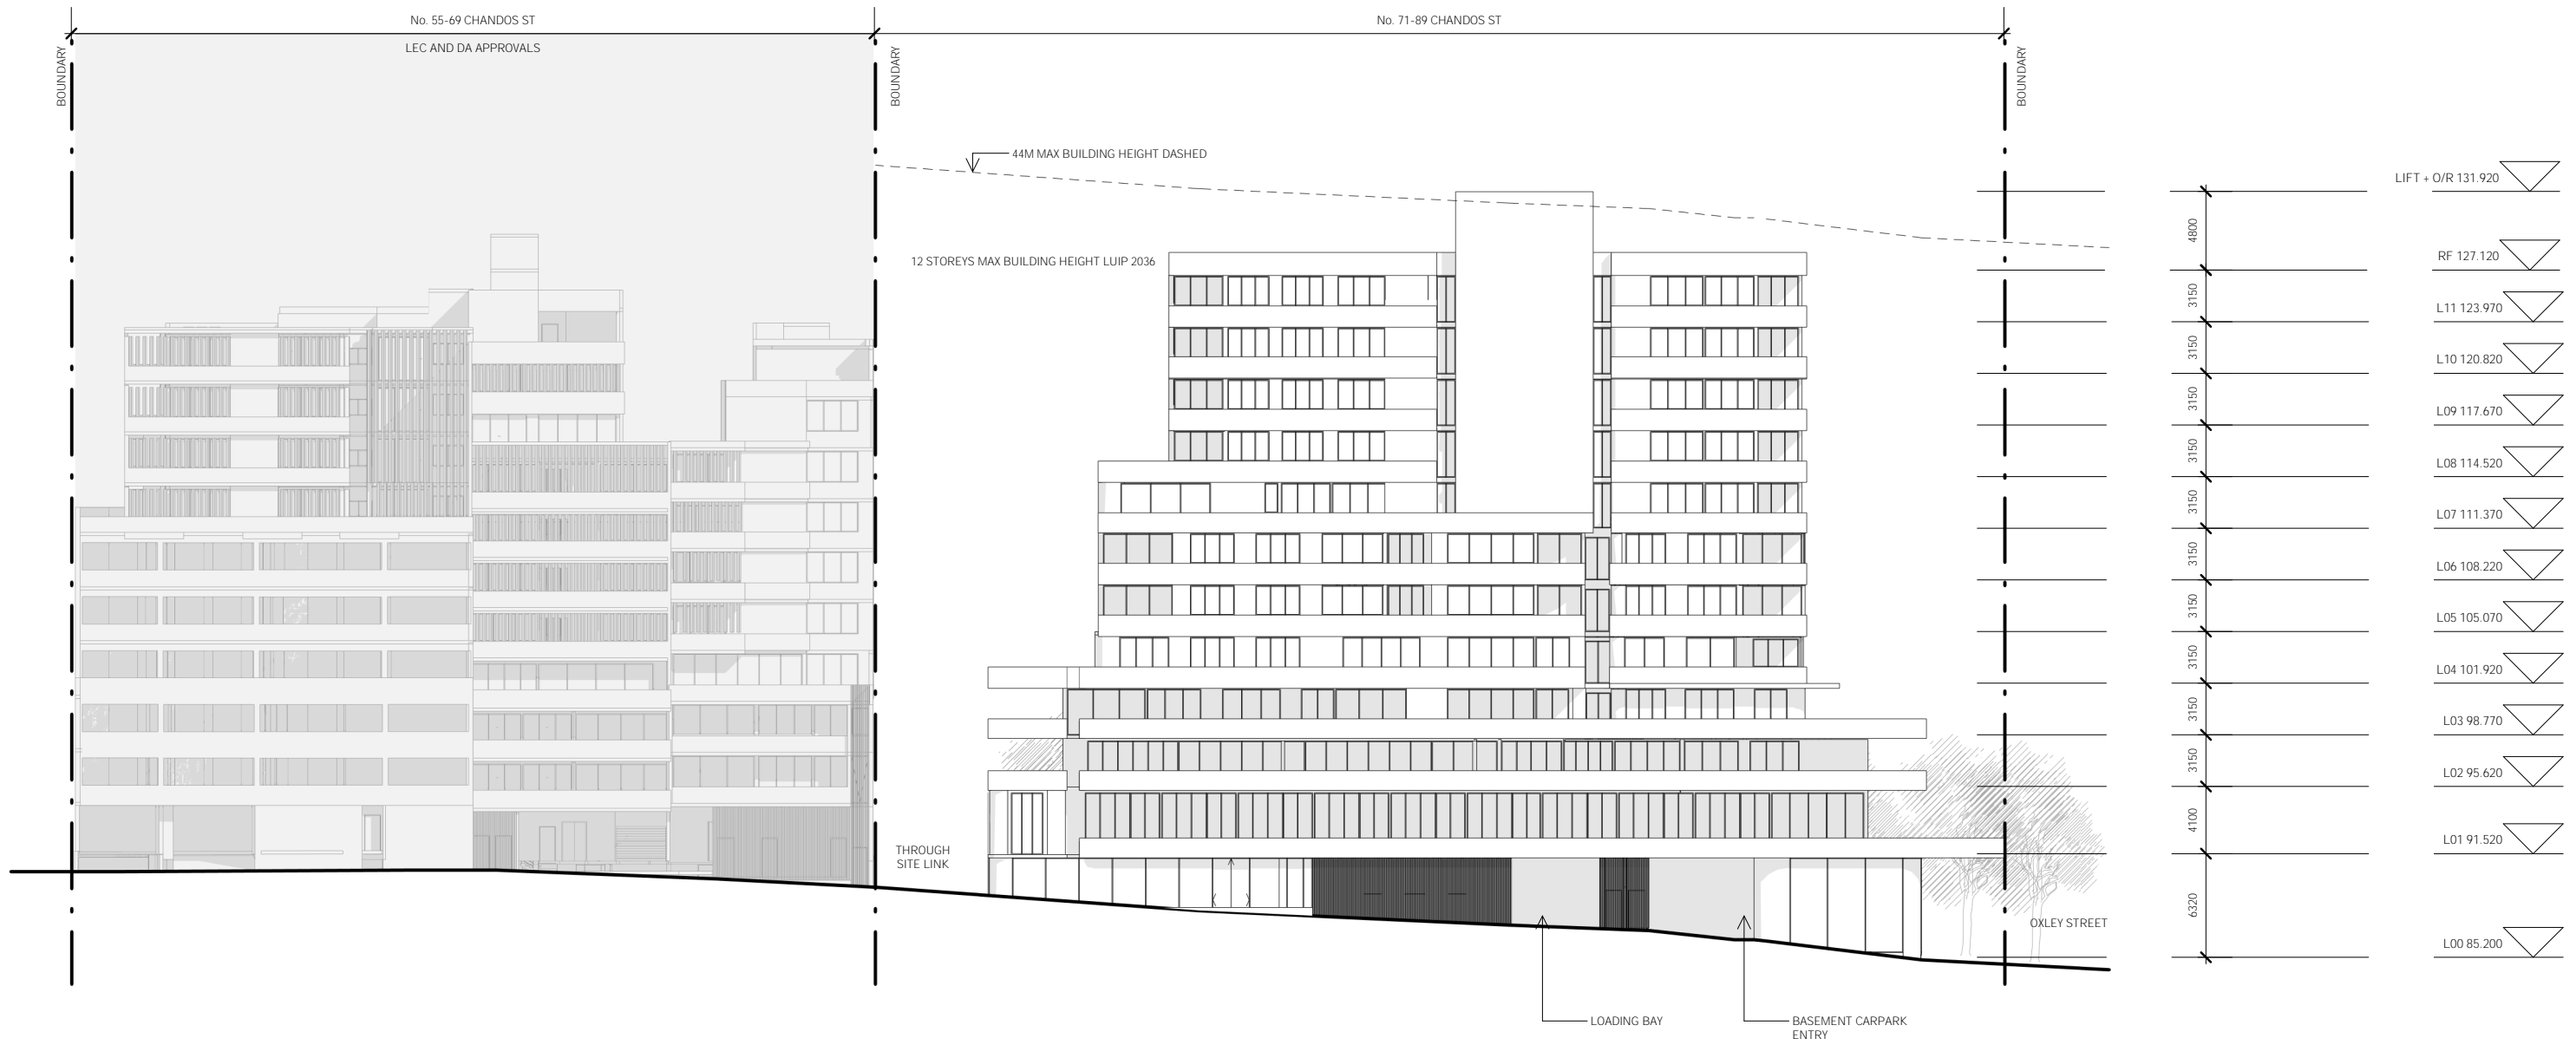 No. 55-69 CHANDOS ST
No. 71-89 CHANDOS ST
LEC AND DA APPROVALS
BOUNDARY
BOUNDARY
BOUNDARY
44M MAX BUILDING HEIGHT DASHED
12 STOREYS MAX BUILDING HEIGHT LUIP 2036
THROUGH
SITE LINK
OXLEY STREET
LOADING BAY
BASEMENT CARPARK
ENTRY
4800
3150
3150
3150
3150
3150
3150
3150
3150
3150
3150
4100
6320
LIFT + O/R 131.920
RF 127.120
L11 123.970
L10 120.820
L09 117.670
L08 114.520
L07 111.370
L06 108.220
L05 105.070
L04 101.920
L03 98.770
L02 95.620
L01 91.520
L00 85.200